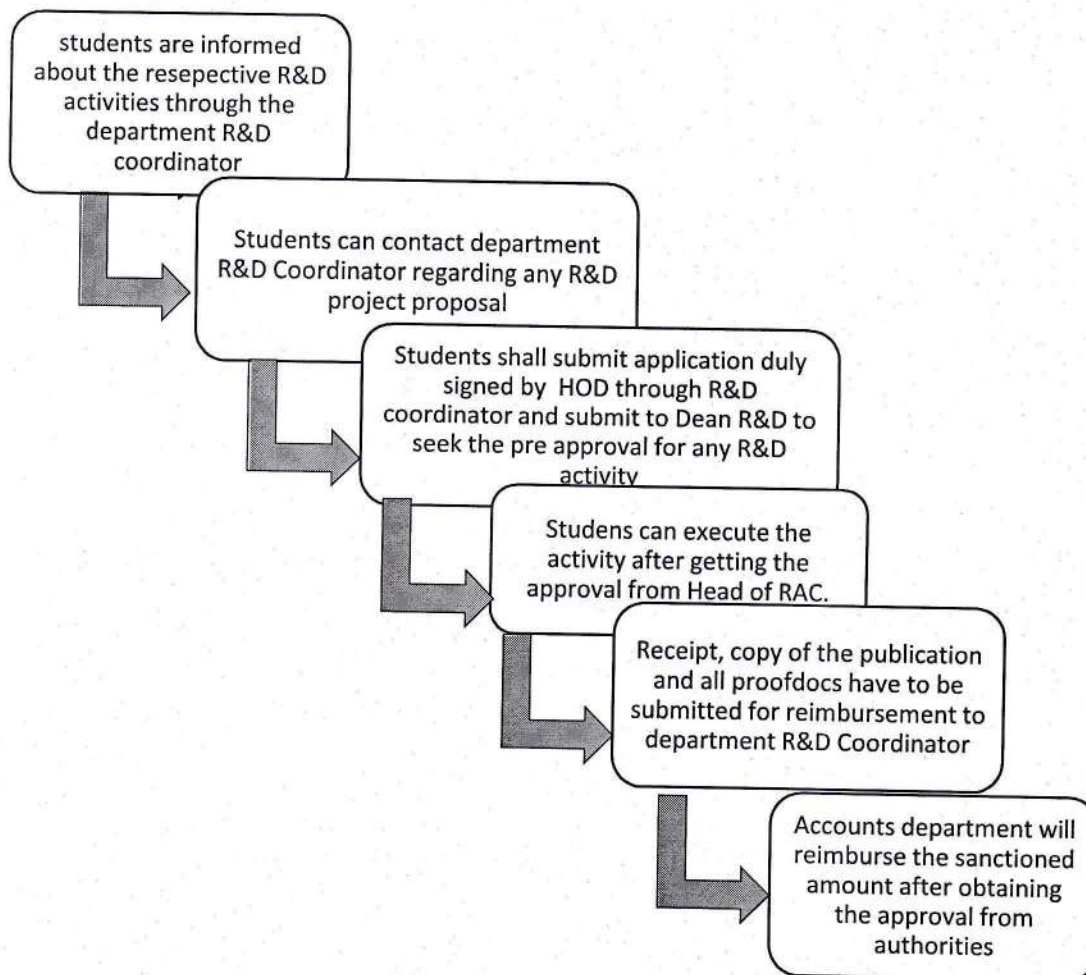 students are informed
about the resepective R&D
activities through the
department R&D
coordinator
Students can contact department
R&D Coordinator regarding any R&D
project proposal
Students shall submit application duly
signed by HOD through R&D
coordinator and submit to Dean R&D to
seek the pre approval for any R&D
activity
Studens can execute the
activity after getting the
approval from Head of RAC.
Receipt, copy of the publication
and all proofdocs have to be
submitted for reimbursement to
department R&D Coordinator
Accounts department will
reimburse the sanctioned
amount after obtaining
the approval from
authorities